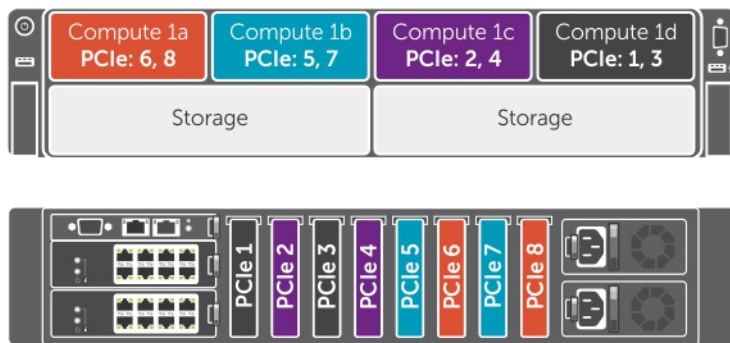 Compute 1a
PCIe: 6, 8
Compute 1b
PCIe: 5, 7
Compute 1c
PCIe: 2, 4
Compute 1d
PCIe: 1, 3
Storage
Storage
PCIe 1
PCIe 2
PCIe 3
PCIe 4
PCIe 5
PCIe 6
PCIe 7
PCIe 8